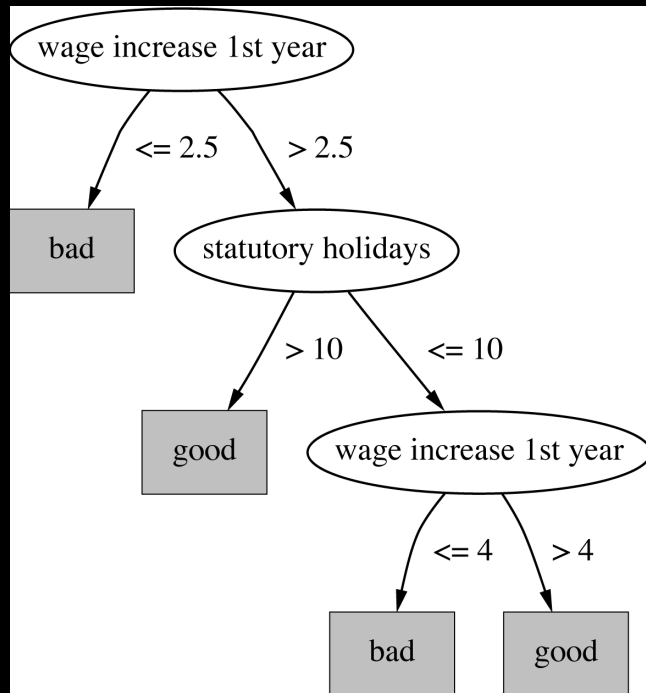 wage increase 1st year
<= 2.5
> 2.5
bad
statutory holidays
> 10
<= 10
good
wage increase 1st year
<= 4
> 4
bad
good